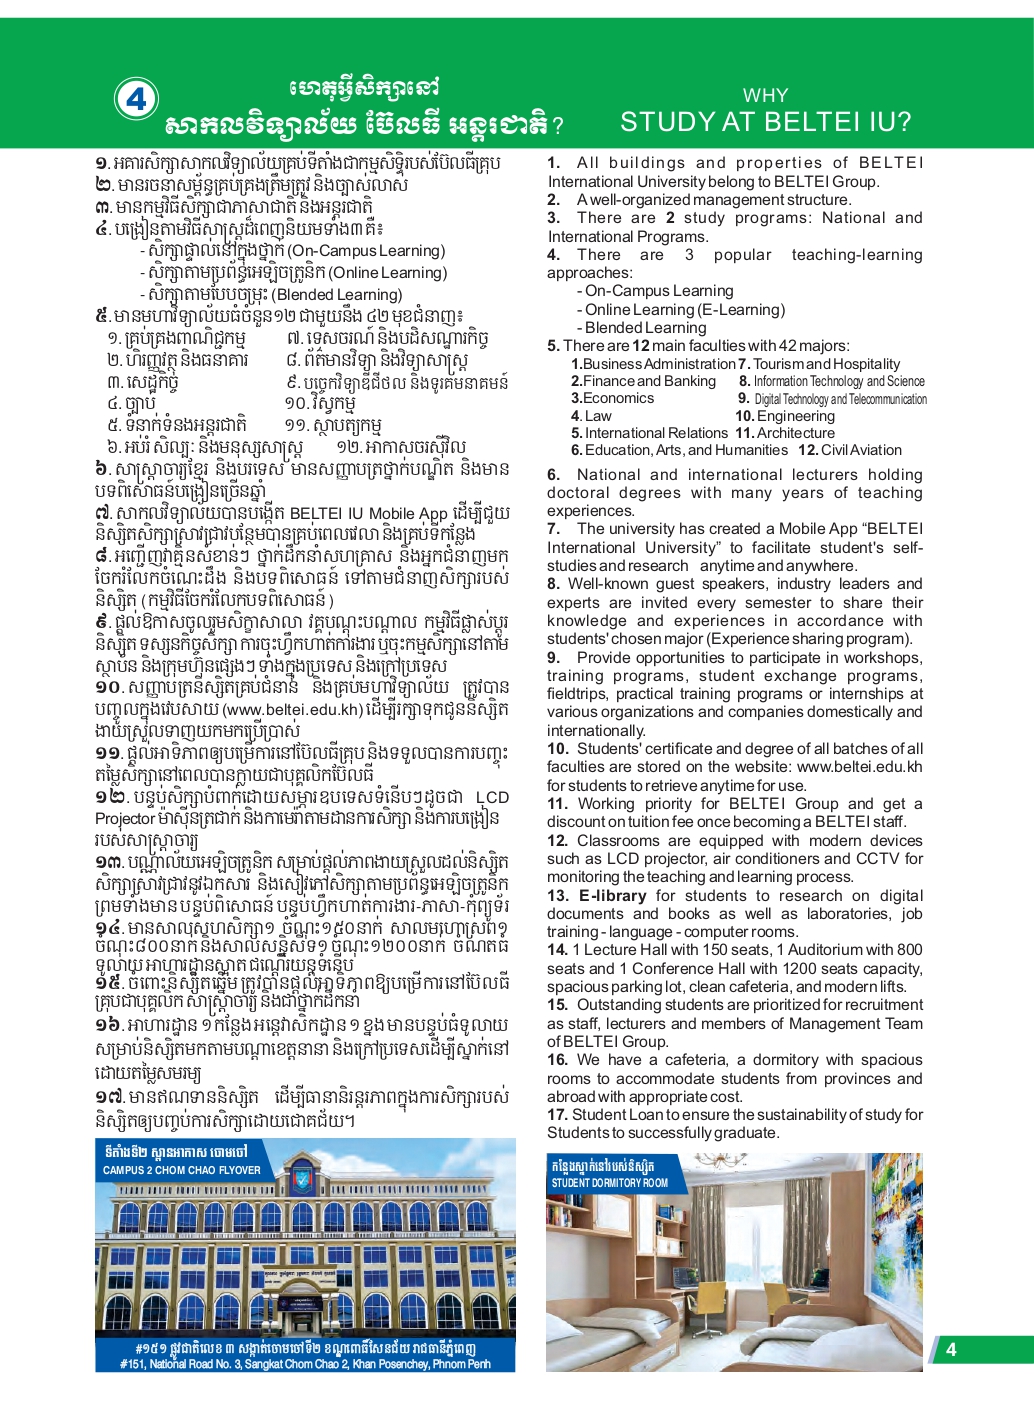 4
ហេតុអ្វីសិក្សានៅ
សាកលវិទ្យាល័យ ប៊ែលធី អន្តរជាតិ ?
WHY
STUDY AT BELTEI IU?
១. អគារសិក្សាសាកលវិទ្យាល័យគ្រប់ទីតាំងជាកម្មសិទ្ធិរបស់ប៊ែលធីគ្រុប
២. មានរចនាសម្ព័ន្ធគ្រប់គ្រងត្រឹមត្រូវ និងច្បាស់លាស់
៣. មានកម្មវិធីសិក្សាជាភាសាជាតិ និងអន្តរជាតិ
៤. បង្រៀនតាមវិធីសាស្រ្តដ៏ពេញនិយមទាំង៣ គឺ៖
- សិក្សាផ្ទាល់នៅក្នុងថ្នាក់ (On-Campus Learning)
- សិក្សាតាមប្រព័ន្ធអេឡិចត្រូនិក (Online Learning)
- សិក្សាតាមបែបចម្រុះ (Blended Learning)
៥. មានមហាវិទ្យាល័យធំចំនួន១២ ជាមួយនឹង ៤២ មុខជំនាញ៖
១. គ្រប់គ្រងពាណិជ្ជកម្ម ៧. ទេសចរណ៍ និងបដិសណ្ឋារកិច្ច
២. ហិរញ្ញវត្ថុ និងធនាគារ ៨. ព័ត៌មានវិទ្យា និងវិទ្យាសាស្រ្ត
៣. សេដ្ឋកិច្ច ៩. បច្ចេកវិទ្យាឌីជីថល និងទូរគមនាគមន៍
៤. ច្បាប់ ១០. វិស្វកម្ម
៥. ទំនាក់ទំនងអន្តរជាតិ ១១. ស្ថាបត្យកម្ម
៦. អប់រំ សិល្បៈ និងមនុស្សសាស្រ្ត ១២. អាកាសចរស៊ីវិល
៦. សាស្រ្តាចារ្យខ្មែរ និងបរទេស មានសញ្ញាបត្រថ្នាក់បណ្ឌិត និងមាន
បទពិសោធន៍បង្រៀនច្រើនឆ្នាំ
៧. សាកលវិទ្យាល័យបានបង្កើត BELTEI IU Mobile App ដើម្បីជួយ
និស្សិតសិក្សាស្រាវជ្រាវបន្ថែមបានគ្រប់ពេលវេលា និងគ្រប់ទីកន្លែង
៨. អញ្ជើញវាគ្មិនសំខាន់ៗ ថ្នាក់ដឹកនាំសហគ្រាស និងអ្នកជំនាញមក
ចែករំលែកចំណេះដឹង និងបទពិសោធន៍ ទៅតាមជំនាញសិក្សារបស់
និស្សិត (កម្មវិធីចែករំលែកបទពិសោធន៍)
៩. ផ្តល់ឱកាសចូលរួមសិក្ខាសាលា វគ្គបណ្តុះបណ្តាល កម្មវិធីផ្លាស់ប្តូរ
និស្សិត ទស្សនកិច្ចសិក្សា ការចុះហ្វឹកហាត់ការងារ ឬចុះកម្មសិក្សានៅតាម
ស្ថាប័ន និងក្រុមហ៊ុនផ្សេងៗ ទាំងក្នុងប្រទេស និងក្រៅប្រទេស
១០. សញ្ញាបត្រនិស្សិតគ្រប់ជំនាន់ និងគ្រប់មហាវិទ្យាល័យ ត្រូវបាន
បញ្ចូលក្នុងវេបសាយ (www.beltei.edu.kh) ដើម្បីរក្សាទុកជូននិស្សិត
ងាយស្រួលទាញយកមកប្រើប្រាស់
១១. ផ្តល់អាទិភាពឲ្យបម្រើការនៅប៊ែលធីគ្រុប និងទទួលបានការបញ្ចុះ
តម្លៃសិក្សានៅពេលបានក្លាយជាបុគ្គលិកប៊ែលធី
១២. បន្ទប់សិក្សាបំពាក់ដោយសម្ភារឧបទេសទំនើបៗដូចជា LCD
Projector ម៉ាស៊ីនត្រជាក់ និងកាមេរ៉ាតាមដានការសិក្សា និងការបង្រៀន
របស់សាស្រ្តាចារ្យ
១៣. បណ្ណាល័យអេឡិចត្រូនិក សម្រាប់ផ្តល់ភាពងាយស្រួលដល់និស្សិត
សិក្សាស្រាវជ្រាវនូវឯកសារ និងសៀវភៅសិក្សាតាមប្រព័ន្ធអេឡិចត្រូនិក
ព្រមទាំងមាន បន្ទប់ពិសោធន៍ បន្ទប់ហ្វឹកហាត់ការងារ-ភាសា-កុំព្យូទ័រ
១៤. មានសាលសហសិក្សា១ ចំណុះ១៥០នាក់ សាលមហោស្រព១
ចំណុះ៨០០នាក់ និងសាលសន្និសីទ១ ចំណុះ១២០០នាក់ ចំណតធំ
ទូលាយ អាហារដ្ឋានស្អាត ជណ្តើរយន្តទំនើប
១៥. ចំពោះនិស្សិតឆ្នើម ត្រូវបានផ្តល់អាទិភាពឱ្យបម្រើការនៅប៊ែលធី
គ្រុបជាបុគ្គលិក សាស្រ្តាចារ្យ និងជាថ្នាក់ដឹកនាំ
១៦. អាហារដ្ឋាន ១កន្លែង អន្តេវាសិកដ្ឋាន ១ ខ្នង មានបន្ទប់ធំទូលាយ
សម្រាប់និស្សិតមកតាមបណ្តាខេត្តនានា និងក្រៅប្រទេសដើម្បីស្នាក់នៅ
ដោយតម្លៃសមរម្យ
១៧. មានឥណទាននិស្សិត ដើម្បីធានានិរន្តរភាពក្នុងការសិក្សារបស់
និស្សិតឲ្យបញ្ចប់ការសិក្សាដោយជោគជ័យ។
1. All buildings and properties of BELTEI
International University belong to BELTEI Group.
2. A well-organized management structure.
3. There are 2 study programs: National and
International Programs.
4. There are 3 popular teaching-learning
approaches:
- On-Campus Learning
- Online Learning (E-Learning)
- Blended Learning
5. There are 12 main faculties with 42 majors:
1.Business Administration 7. Tourism and Hospitality
2.Finance and Banking 8. Information Technology and Science
3.Economics 9. Digital Technology and Telecommunication
4. Law 10. Engineering
5. International Relations 11. Architecture
6. Education, Arts, and Humanities 12. Civil Aviation
6. National and international lecturers holding
doctoral degrees with many years of teaching
experiences.
7. The university has created a Mobile App “BELTEI
International University” to facilitate student's self-
studies and research anytime and anywhere.
8. Well-known guest speakers, industry leaders and
experts are invited every semester to share their
knowledge and experiences in accordance with
students' chosen major (Experience sharing program).
9. Provide opportunities to participate in workshops,
training programs, student exchange programs,
fieldtrips, practical training programs or internships at
various organizations and companies domestically and
internationally.
10. Students' certificate and degree of all batches of all
faculties are stored on the website: www.beltei.edu.kh
for students to retrieve anytime for use.
11. Working priority for BELTEI Group and get a
discount on tuition fee once becoming a BELTEI staff.
12. Classrooms are equipped with modern devices
such as LCD projector, air conditioners and CCTV for
monitoring the teaching and learning process.
13. E-library for students to research on digital
documents and books as well as laboratories, job
training - language - computer rooms.
14. 1 Lecture Hall with 150 seats, 1 Auditorium with 800
seats and 1 Conference Hall with 1200 seats capacity,
spacious parking lot, clean cafeteria, and modern lifts.
15. Outstanding students are prioritized for recruitment
as staff, lecturers and members of Management Team
of BELTEI Group.
16. We have a cafeteria, a dormitory with spacious
rooms to accommodate students from provinces and
abroad with appropriate cost.
17. Student Loan to ensure the sustainability of study for
Students to successfully graduate.
ទីតាំងទី២ ស្ពានអាកាស ចោមចៅ
CAMPUS 2 CHOM CHAO FLYOVER
#១៥១ ផ្លូវជាតិលេខ ៣ សង្កាត់ចោមចៅទី២ ខណ្ឌពោធិ៍សែនជ័យ រាជធានីភ្នំពេញ
#151, National Road No. 3, Sangkat Chom Chao 2, Khan Posenchey, Phnom Penh
កន្លែងស្នាក់នៅរបស់និស្សិត
STUDENT DORMITORY ROOM
4